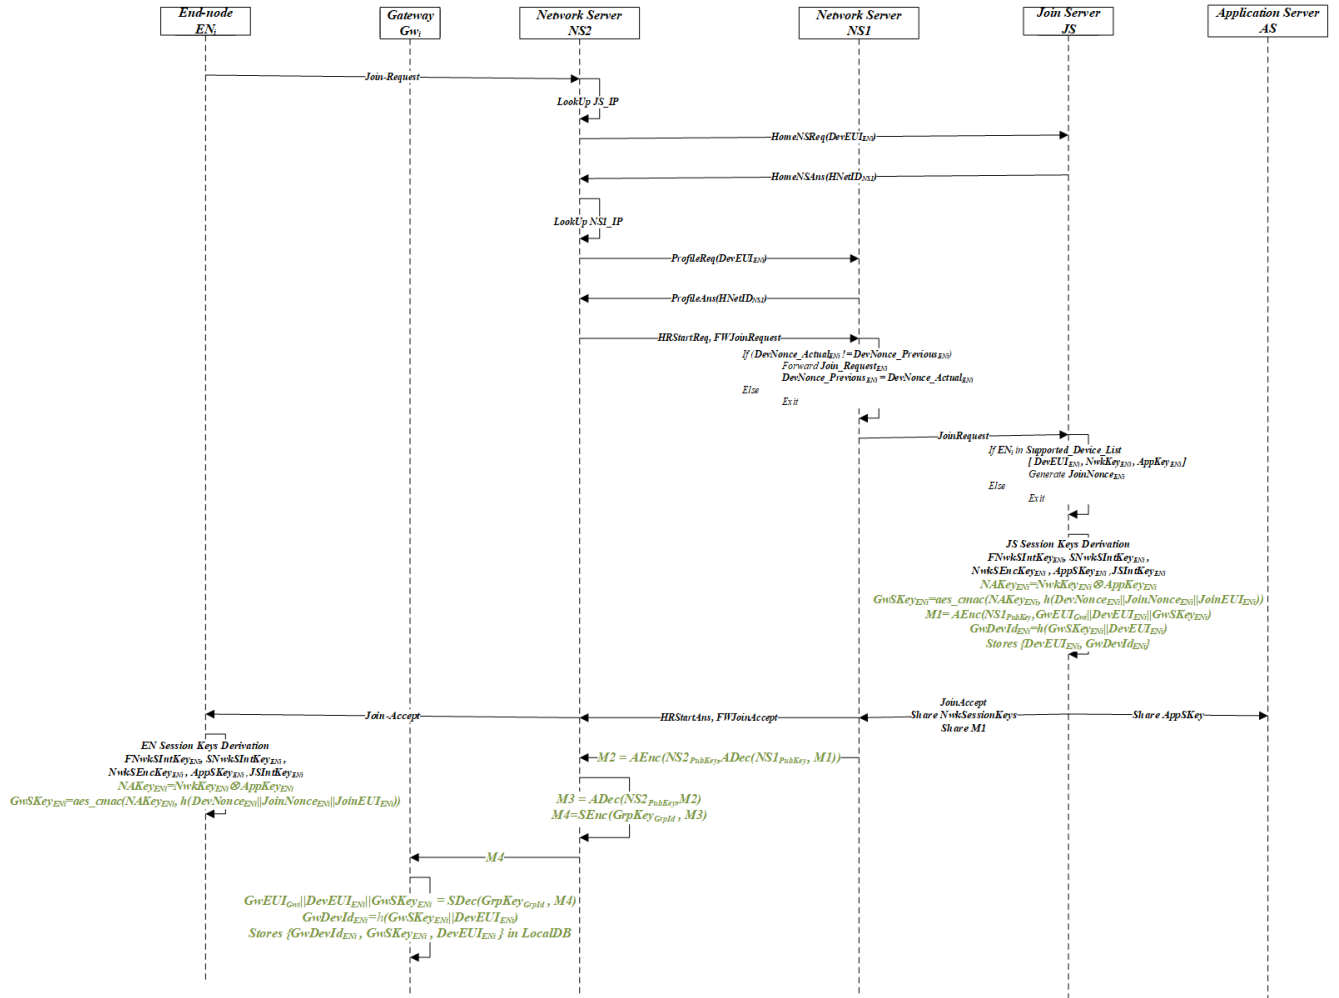 End-node
ENi
Gateway
Gwi
Network Server
NS2
Network Server
NS1
Join Server
JS
Application Server
AS
Join-Request
LookUp JS_IP
HomeNSReq(DevEUIENi)
HomeNSAns(HNetIDNS1)
LookUp NS1_IP
ProfileReq(DevEUIENi)
ProfileAns(HNetIDNS1)
HRStartReq, FWJoinRequest
If (DevNonce_ActualENi != DevNonce_PreviousENi)
Forward Join_RequestENi
DevNonce_PreviousENi = DevNonce_ActualENi
Else
Exit
JoinRequest
If ENi in Supported_Device_List
[ DevEUIENi, NwkKeyENi, AppKeyENi]
Generate JoinNonceENi
Else
Exit
JS Session Keys Derivation
FNwkSIntKeyENi, SNwkSIntKeyENi,
NwkSEncKeyENi, AppSKeyENi, JSIntKeyENi
NAKeyENi=NwkKeyENi⊗AppKeyENi
GwSKeyENi=aes_cmac(NAKeyENi, h(DevNonceENi||JoinNonceENi||JoinEUIENi))
M1= AEnc(NS1PubKey,GwEUIGwi||DevEUIENi||GwSKeyENi)
GwDevIdENi=h(GwSKeyENi||DevEUIENi)
Stores {DevEUIENi, GwDevIdENi}
Join-Accept
HRStartAns, FWJoinAccept
JoinAccept
Share NwkSessionKeys
Share M1
Share AppSKey
EN Session Keys Derivation
FNwkSIntKeyENi, SNwkSIntKeyENi,
NwkSEncKeyENi, AppSKeyENi, JSIntKeyENi
NAKeyENi=NwkKeyENi⊗AppKeyENi
GwSKeyENi=aes_cmac(NAKeyENi, h(DevNonceENi||JoinNonceENi||JoinEUIENi))
M2 = AEnc(NS2PubKey,ADec(NS1PubKey, M1))
M3 = ADec(NS2PubKey,M2)
M4=SEnc(GrpKeyGrpId, M3)
M4
GwEUIGwi||DevEUIENi||GwSKeyENi = SDec(GrpKeyGrpId, M4)
GwDevIdENi=h(GwSKeyENi||DevEUIENi)
Stores {GwDevIdENi, GwSKeyENi, DevEUIENi} in LocalDB